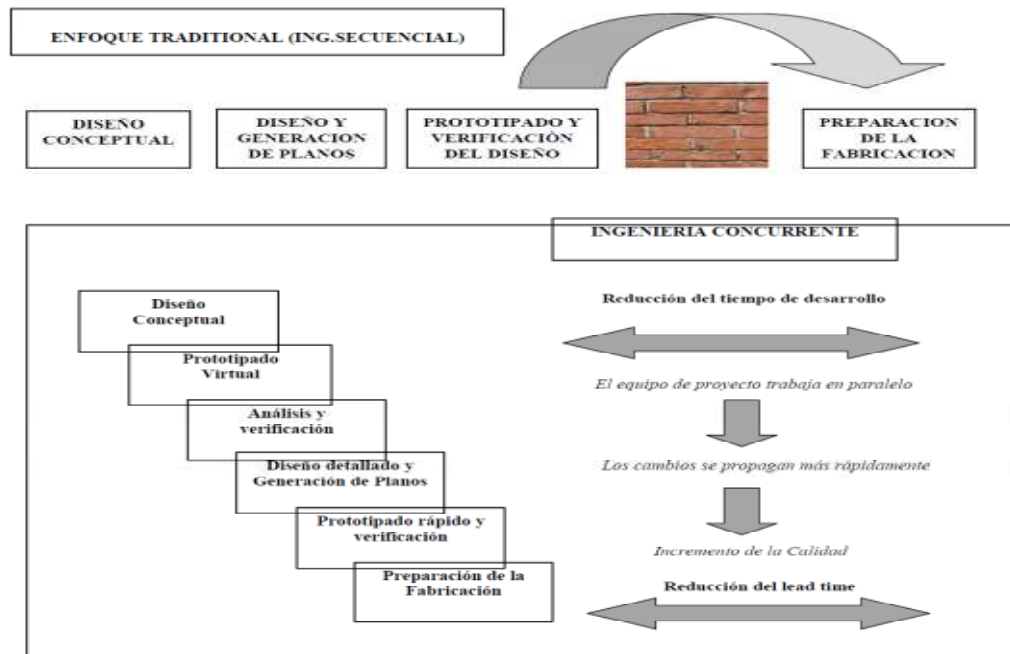 ENFOQUE TRADITIONAL (ING.SECUENCIAL)
DISEÑO
CONCEPTUAL
DISEÑO Y
GENERACION
DE PLANOS
PROTOTIPADO Y
VERIFICACIÒN
DEL DISEÑO
PREPARACION
DE LA
FABRICACION
INGENIERIA CONCURRENTE
Diseño
Conceptual
Prototipado
Virtual
Análisis y
verificación
Diseño detallado y
Generación de Planos
Prototipado rápido y
verificación
Preparación de la
Fabricación
Reducción del tiempo de desarrollo
El equipo de proyecto trabaja en paralelo
Los cambios se propagan más rápidamente
Incremento de la Calidad
Reducción del lead time